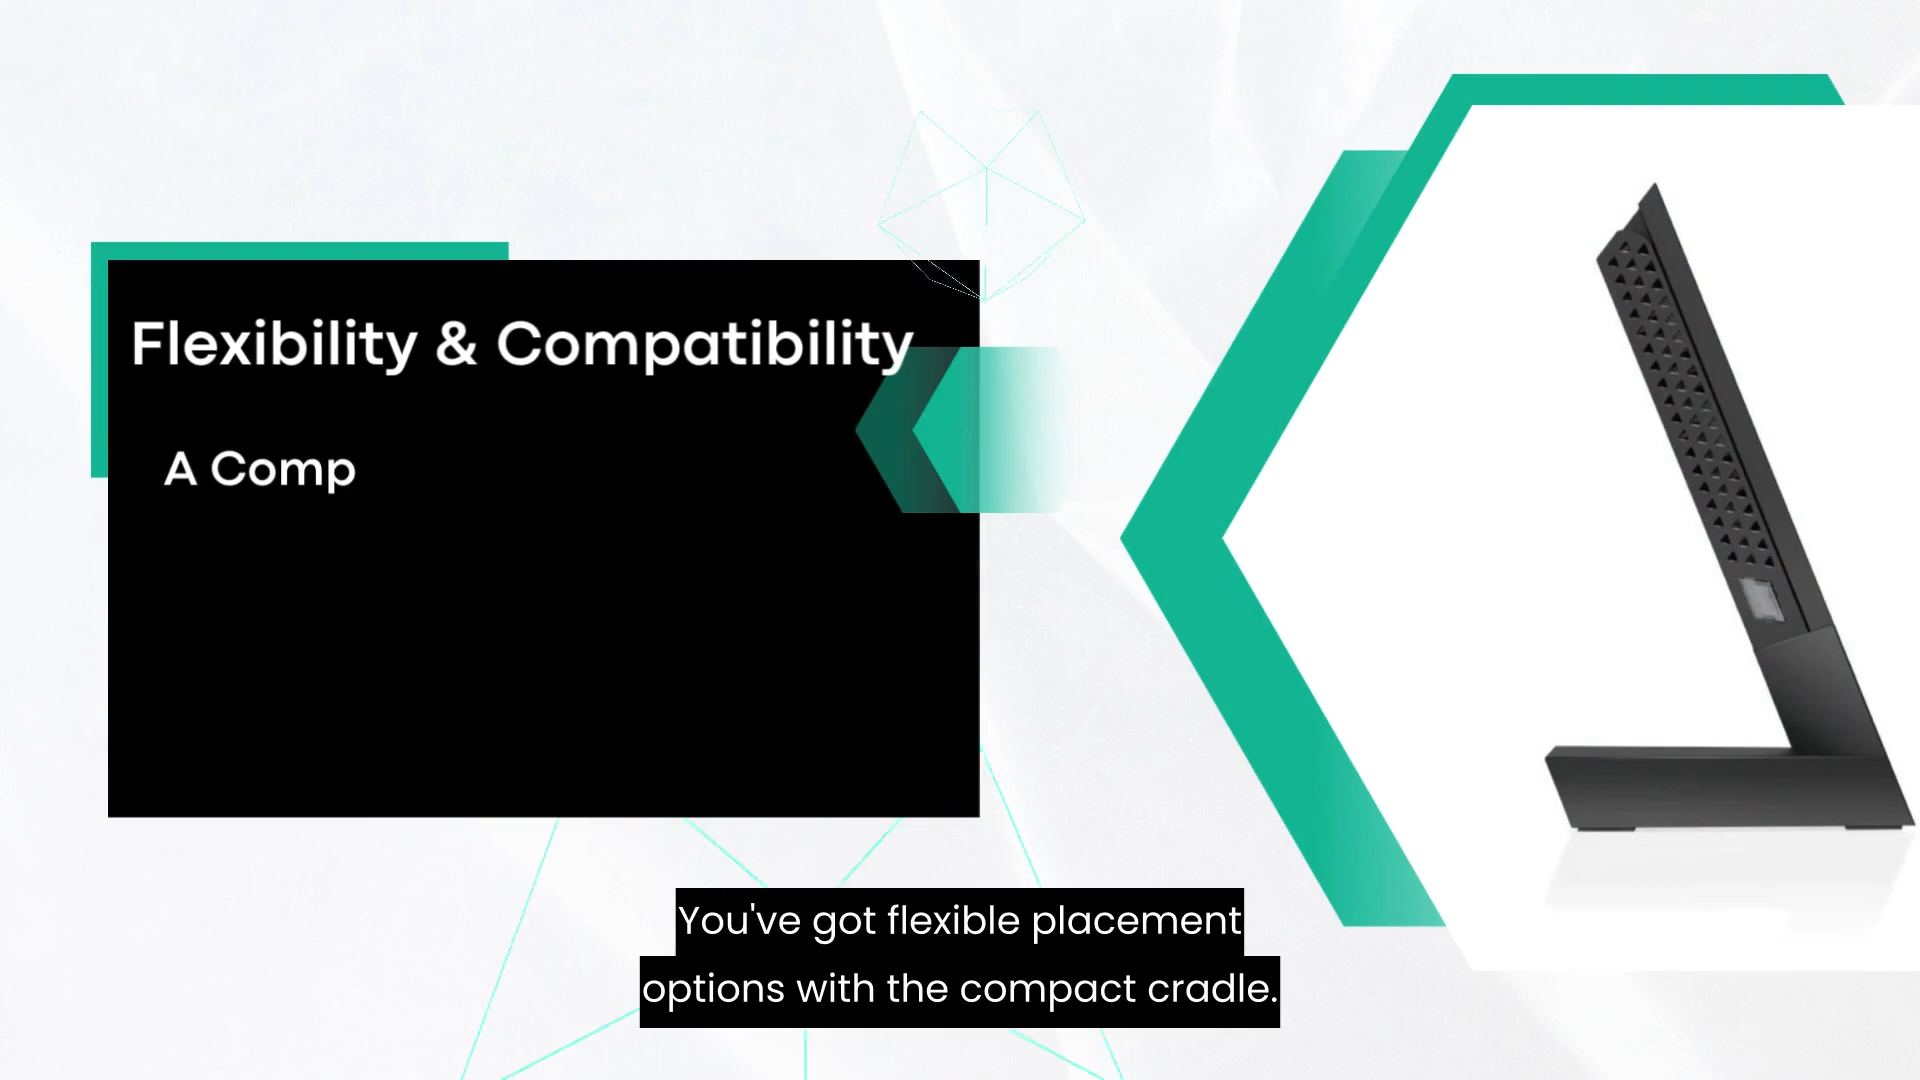 Flexibility & Compatibility
A Comp
You've got flexible placement
options with the compact cradle.